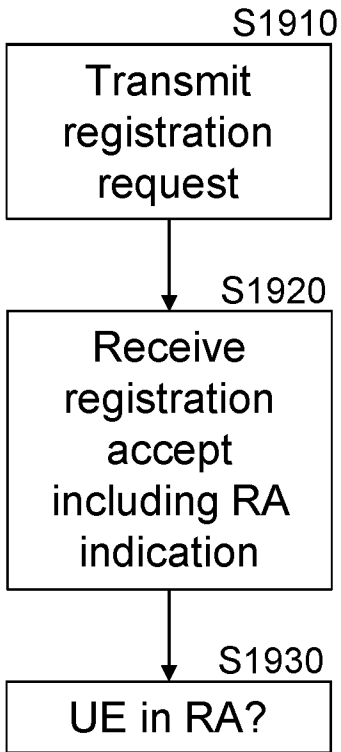 S1910
Transmit
registration
request
S1920
Receive
registration
accept
including RA
indication
S1930
UE in RA?